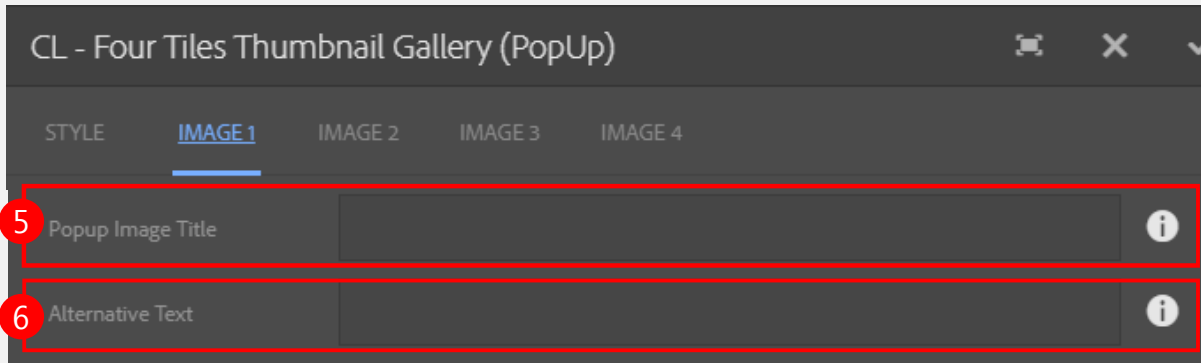 CL - Four Tiles Thumbnail Gallery (PopUp)
STYLE IMAGE 1 IMAGE 2 IMAGE 3 IMAGE 4
5 Popup Image Title
6 Alternative Text